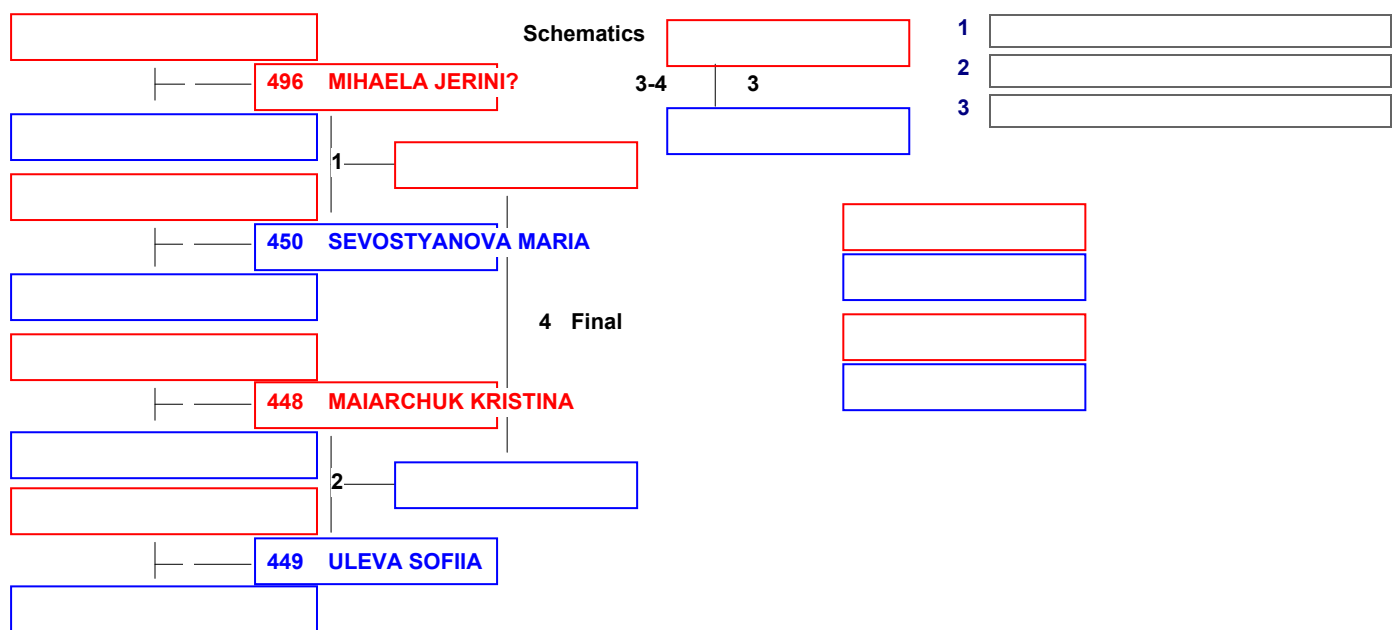 Schematics
1
496 MIHAELA JERINI?
3-4 3
2
3
1
450 SEVOSTYANOVA MARIA
4 Final
448 MAIARCHUK KRISTINA
2
449 ULEVA SOFIIA